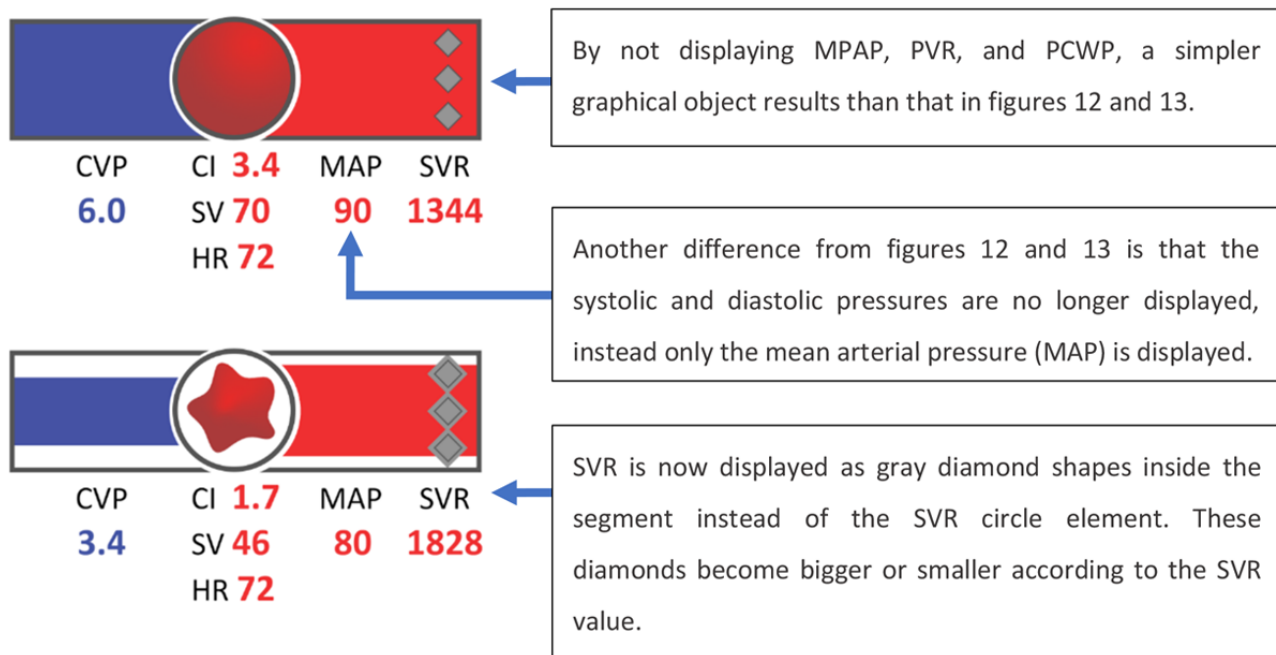 By not displaying MPAP, PVR, and PCWP, a simpler
graphical object results than that in figures 12 and 13.
CVP CI 3.4 MAP SVR
6.0 SV 70 90 1344
HR 72
Another difference from figures 12 and 13 is that the
systolic and diastolic pressures are no longer displayed,
instead only the mean arterial pressure (MAP) is displayed.
CVP CI 1.7 MAP SVR
3.4 SV 46 80 1828
HR 72
SVR is now displayed as gray diamond shapes inside the
segment instead of the SVR circle element. These
diamonds become bigger or smaller according to the SVR
value.